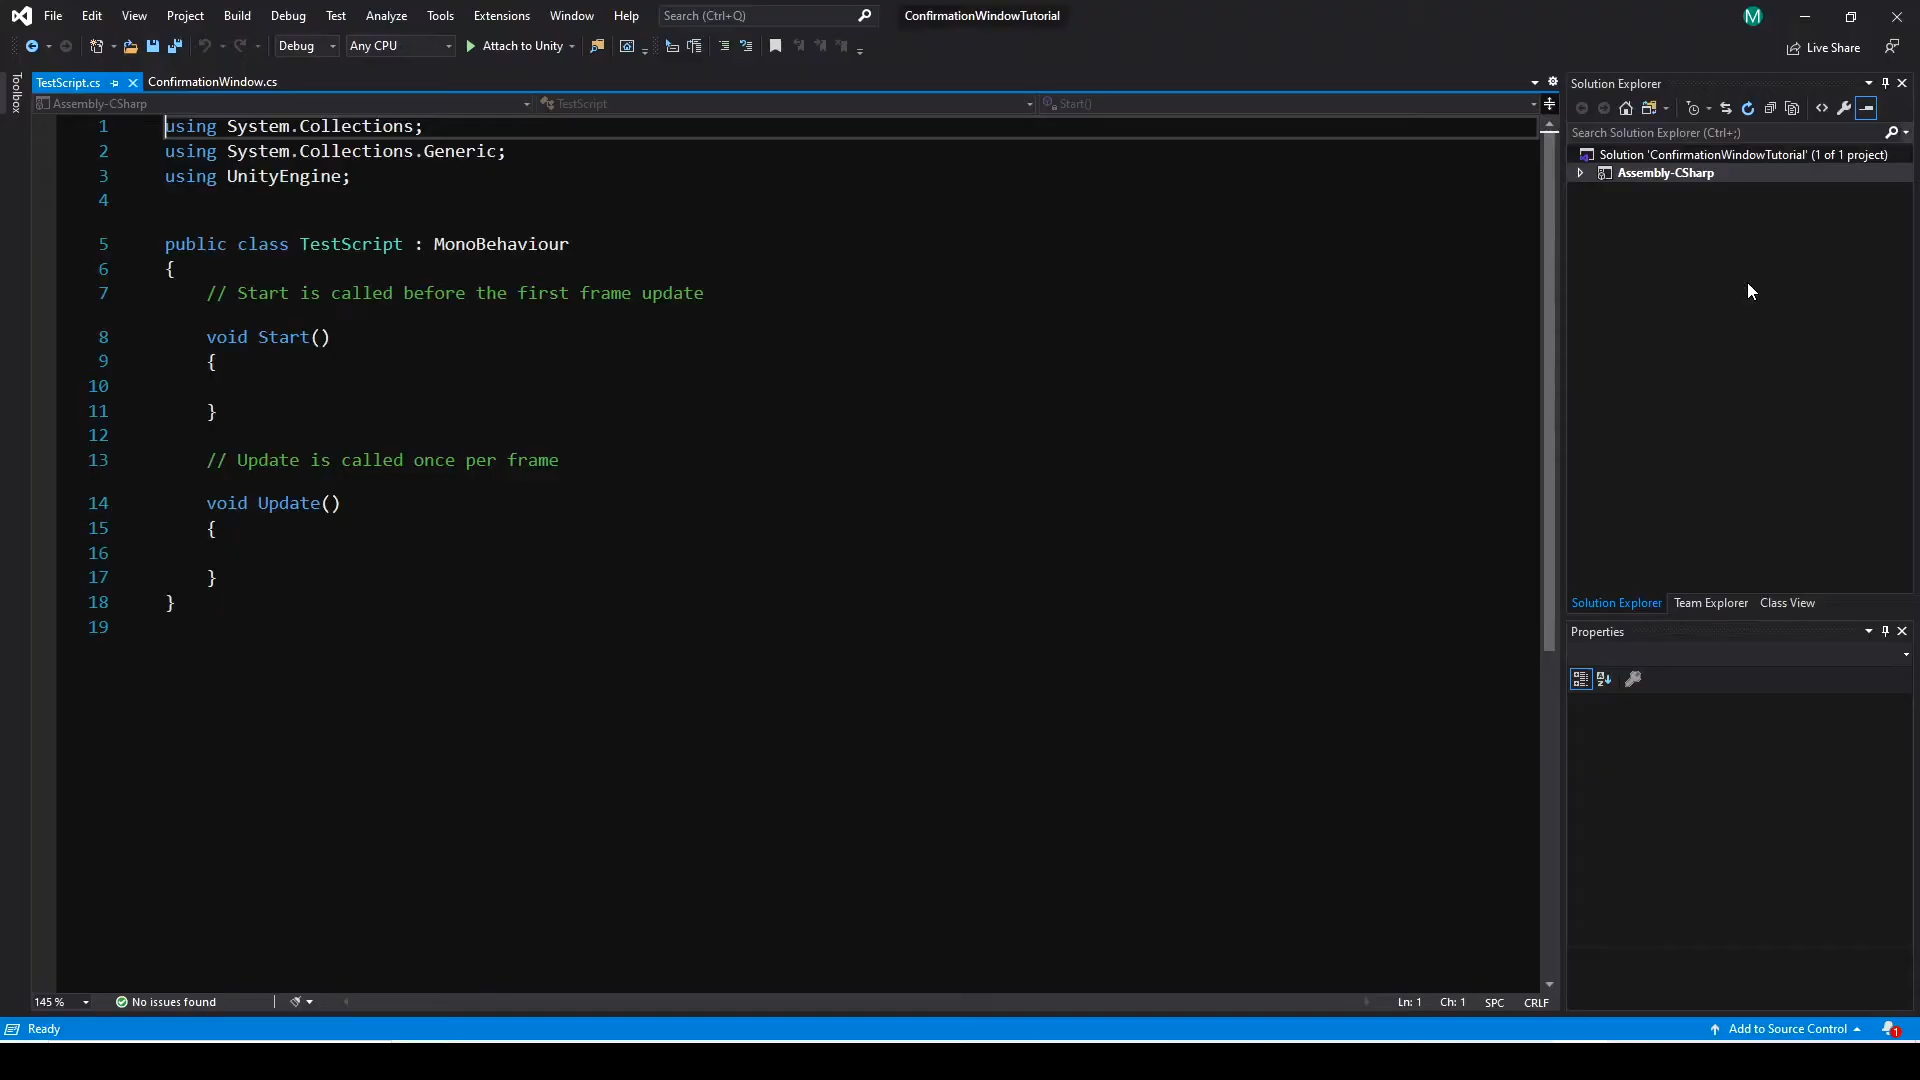 File Edit View Project Build Debug Test Analyze Tools Extensions Window Help Search (Ctrl+Q) ConfirmationWindowTutorial M
Debug Any CPU Attach to Unity Live Share
Toolbox
TestScript.cs ConfirmationWindow.cs
Assembly-CSharp TestScript Start()
1 using System.Collections;
2 using System.Collections.Generic;
3 using UnityEngine;
4
5 public class TestScript : MonoBehaviour
6 {
7 // Start is called before the first frame update
8 void Start()
9 {
10
11 }
12
13 // Update is called once per frame
14 void Update()
15 {
16
17 }
18 }
19
145 % No issues found Ln: 1 Ch: 1 SPC CRLF
Solution Explorer
Search Solution Explorer (Ctrl+;)
Solution 'ConfirmationWindowTutorial' (1 of 1 project)
Assembly-CSharp
Solution Explorer Team Explorer Class View
Properties
Ready Add to Source Control 1